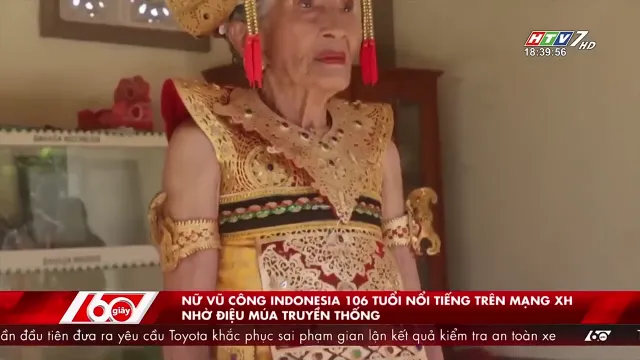 HTV7 HD
18:39:56
60 giây
NỮ VŨ CÔNG INDONESIA 106 TUỔI NỔI TIẾNG TRÊN MẠNG XH
NHỜ ĐIỆU MÚA TRUYỀN THỐNG
ần đầu tiên đưa ra yêu cầu Toyota khắc phục sai phạm gian lận kết quả kiểm tra an toàn xe
60